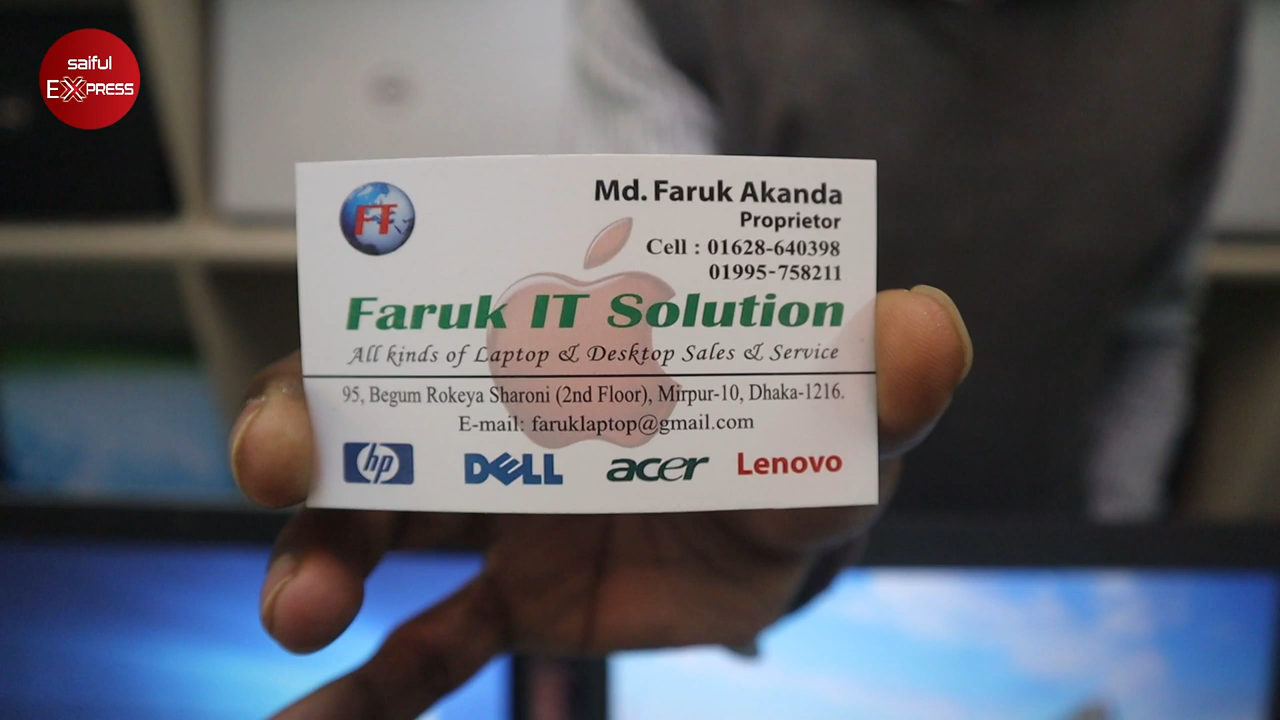 saiful
EXPRESS
FIT
Md. Faruk Akanda
Proprietor
Cell : 01628-640398
01995-758211
Faruk IT Solution
All kinds of Laptop & Desktop Sales & Service
95, Begum Rokeya Sharoni (2nd Floor), Mirpur-10, Dhaka-1216.
E-mail: faruklaptop@gmail.com
hp DELL acer Lenovo